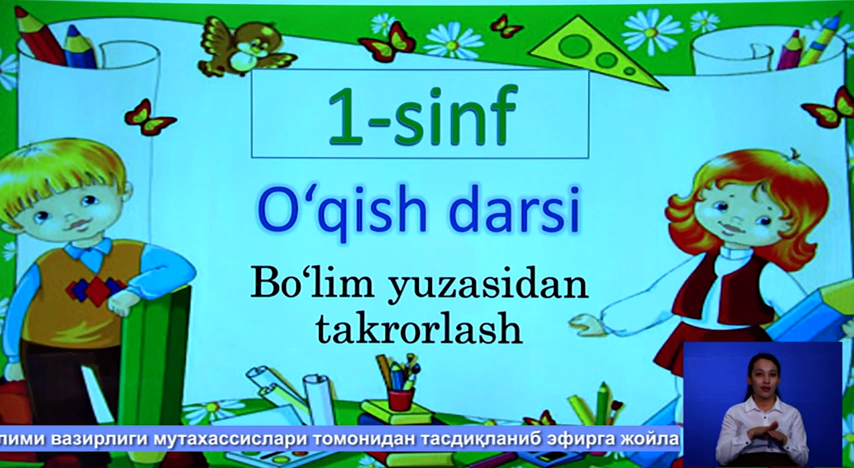 1-sinf
O‘qish darsi
Bo‘lim yuzasidan
takrorlash
вазирлиги мутахассислари томонидан тасдиқланиб эфирга